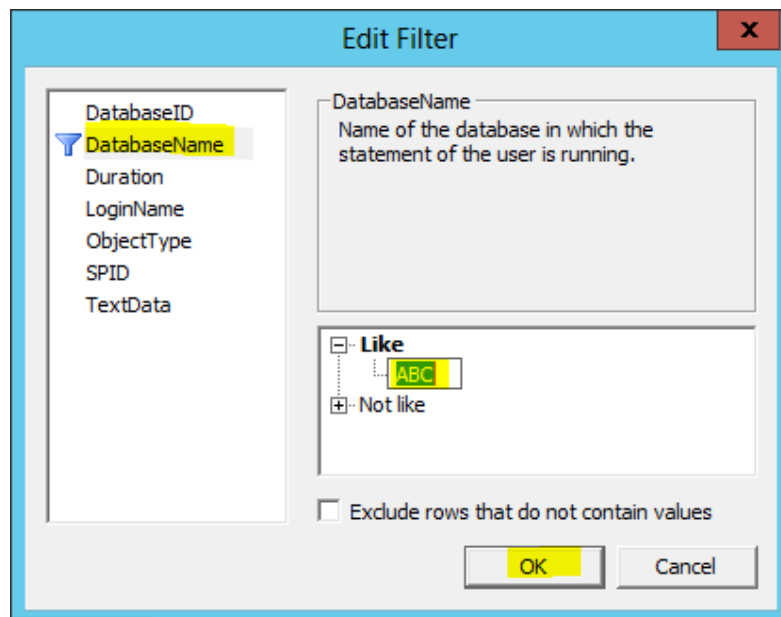 Edit Filter
x
DatabaseID
DatabaseName
Duration
LoginName
ObjectType
SPID
TextData
DatabaseName
Name of the database in which the
statement of the user is running.
Like
ABC
Not like
Exclude rows that do not contain values
OK
Cancel